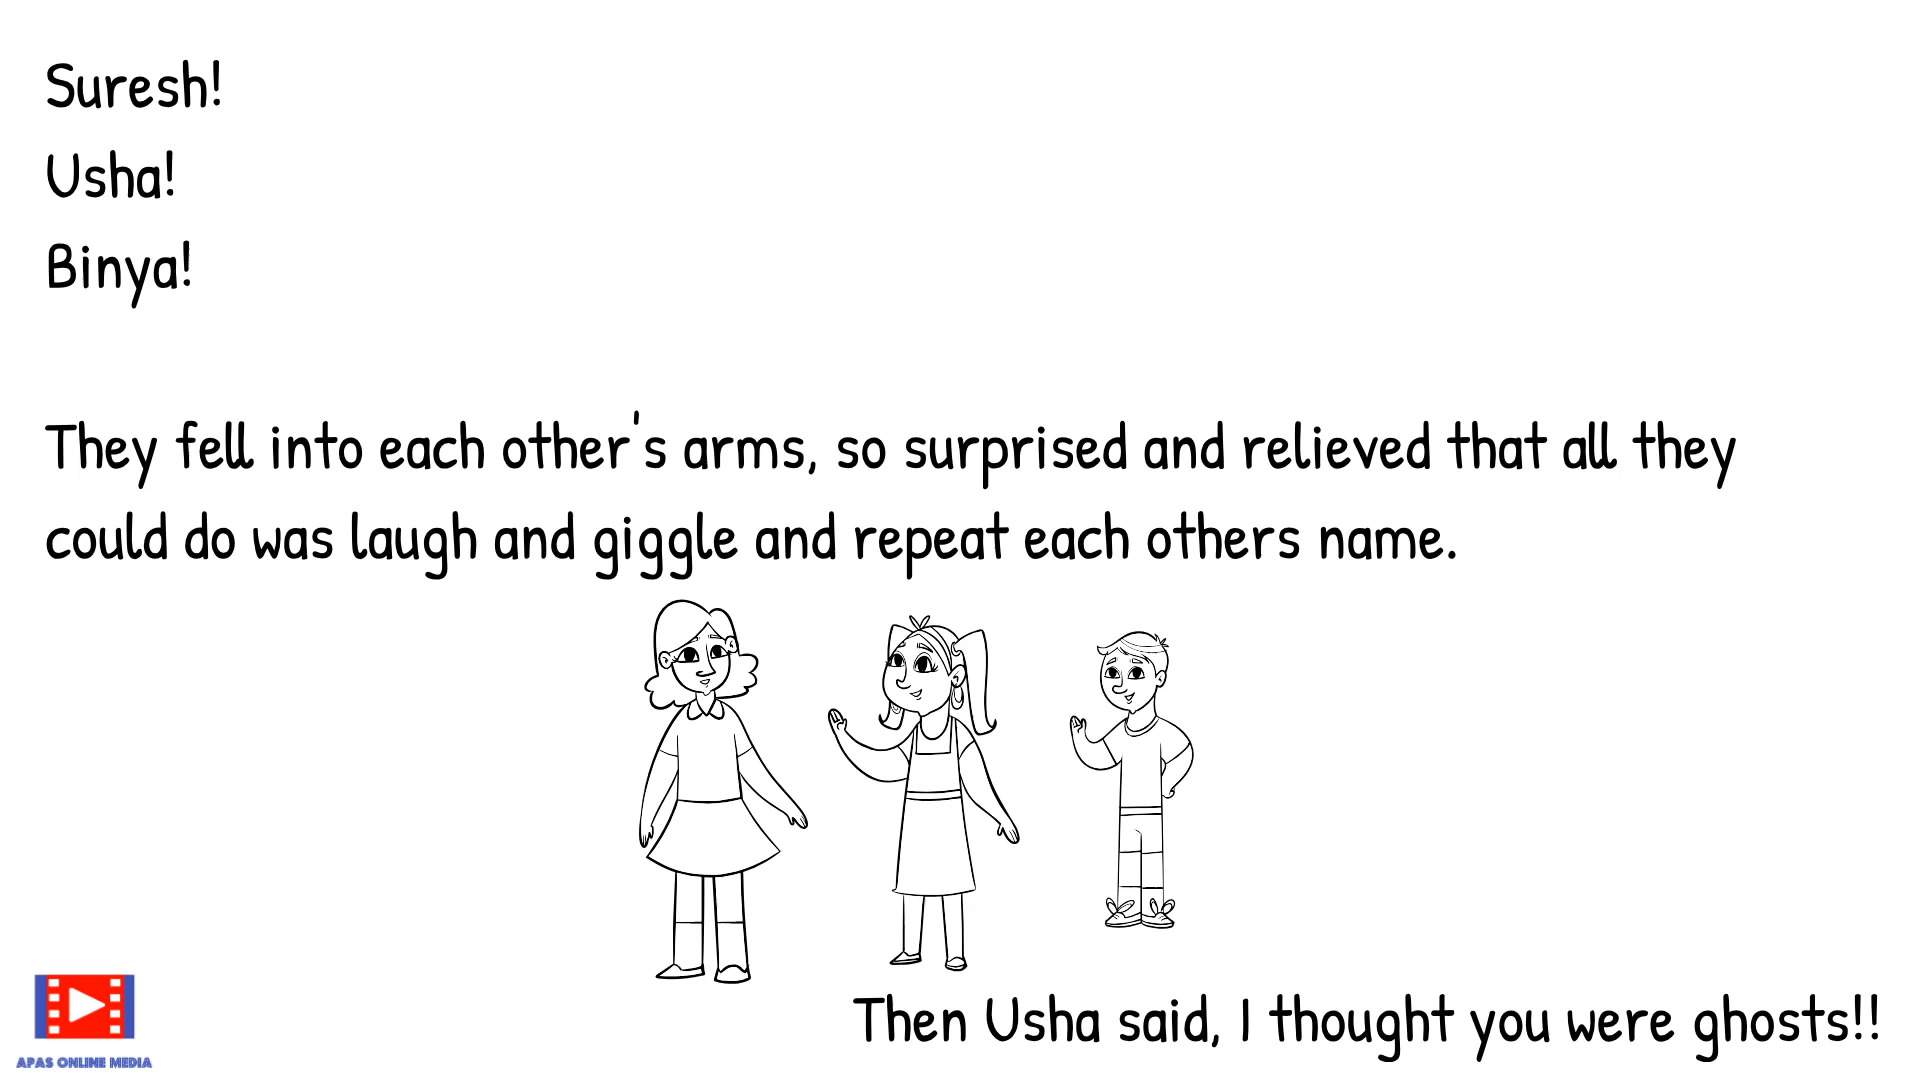 Suresh!
Usha!
Binya!
They fell into each other's arms, so surprised and relieved that all they
could do was laugh and giggle and repeat each others name.
Then Usha said, I thought you were ghosts!!
APAS ONLINE MEDIA